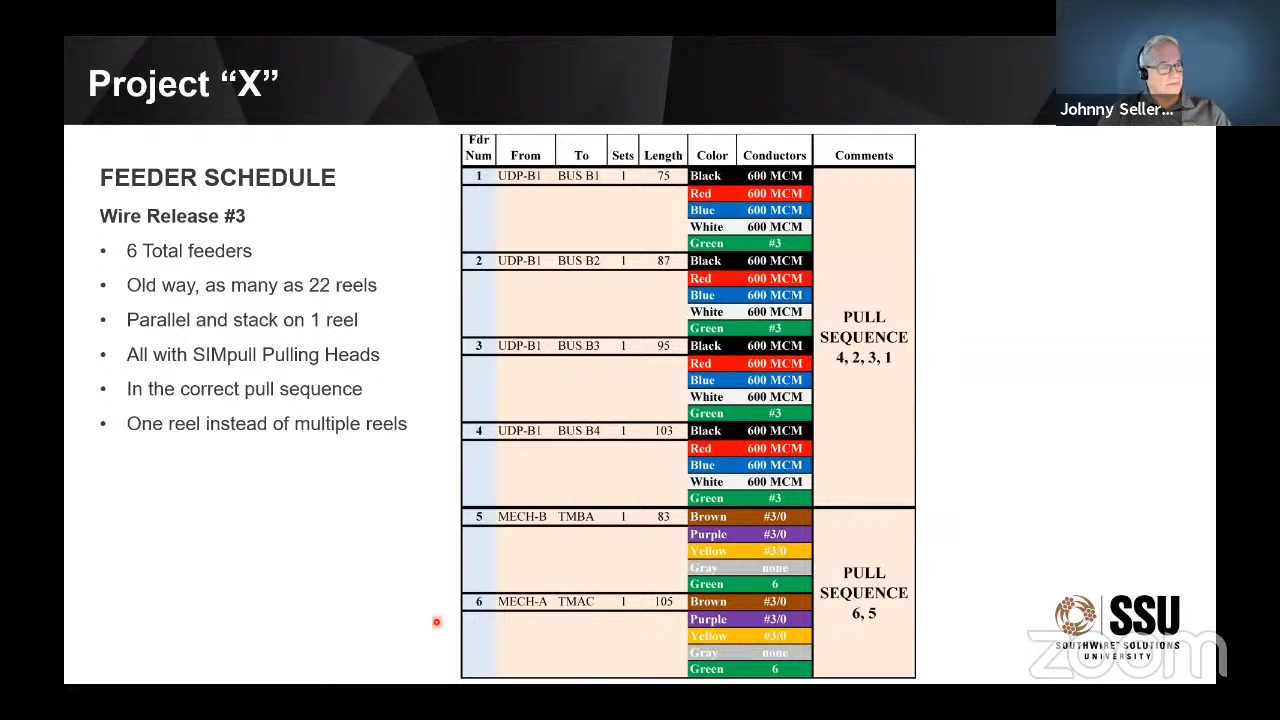 Project “X”
Johnny Seller...
FEEDER SCHEDULE
Wire Release #3
• 6 Total feeders
• Old way, as many as 22 reels
• Parallel and stack on 1 reel
• All with SIMpull Pulling Heads
• In the correct pull sequence
• One reel instead of multiple reels
Fdr Num From To Sets Length Color Conductors Comments
1 UDP-B1 BUS B1 1 75 Black 600 MCM
Red 600 MCM
Blue 600 MCM
White 600 MCM
Green #3
2 UDP-B1 BUS B2 1 87 Black 600 MCM
Red 600 MCM
Blue 600 MCM
White 600 MCM
Green #3
3 UDP-B1 BUS B3 1 95 Black 600 MCM
Red 600 MCM
Blue 600 MCM
White 600 MCM
Green #3
4 UDP-B1 BUS B4 1 103 Black 600 MCM
Red 600 MCM
Blue 600 MCM
White 600 MCM
Green #3
PULL
SEQUENCE
4, 2, 3, 1
5 MECH-B TMBA 1 83 Brown #3/0
Purple #3/0
Yellow #3/0
Gray none
Green 6
6 MECH-A TMAC 1 105 Brown #3/0
Purple #3/0
Yellow #3/0
Gray none
Green 6
PULL
SEQUENCE
6, 5
SSU
SOUTHWIRE SOLUTIONS
UNIVERSITY
zoom